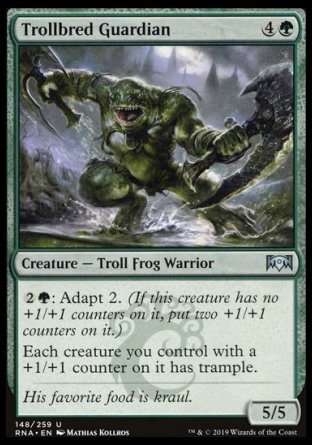 Trollbred Guardian 4
Creature — Troll Frog Warrior
2: Adapt 2. (If this creature has no
+1/+1 counters on it, put two +1/+1
counters on it.)
Each creature you control with a
+1/+1 counter on it has trample.
His favorite food is kraul.
5/5
148/259 U
RNA • EN Mathias Kollros
™ & © 2019 Wizards of the Coast